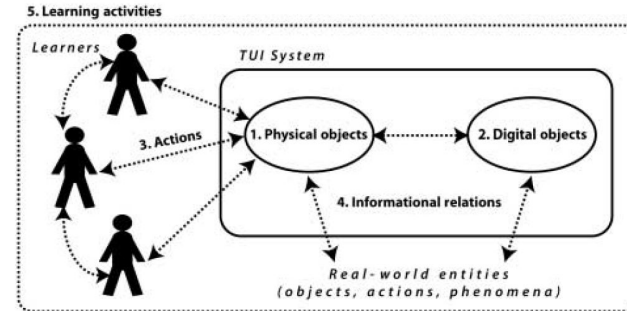 5. Learning activities
Learners
TUI System
3. Actions
1. Physical objects
2. Digital objects
4. Informational relations
Real-world entities
(objects, actions, phenomena)